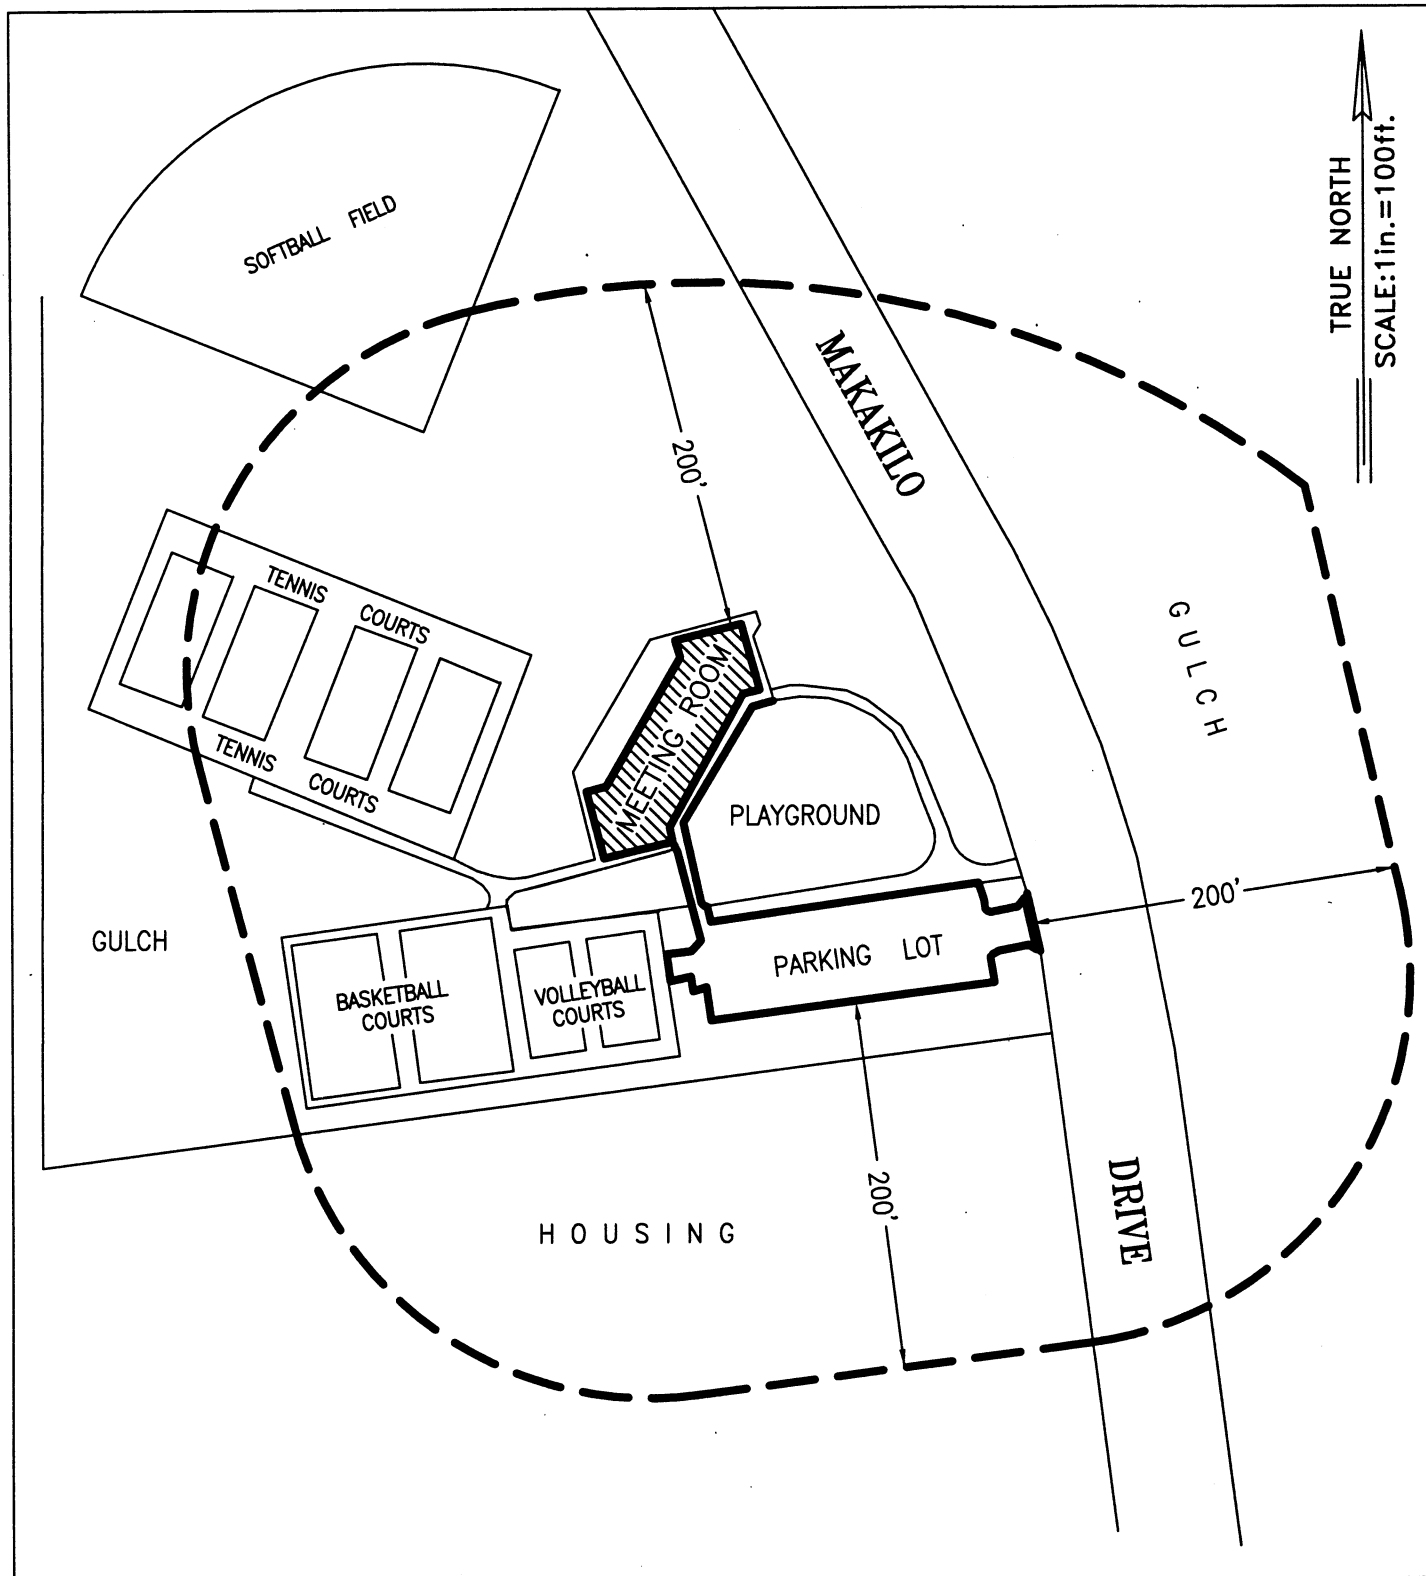 SOFTBALL FIELD
TRUE NORTH
SCALE:1in.=100ft.
MAKAKILO
200'
GULCH
TENNIS COURTS
MEETING ROOM
TENNIS COURTS
PLAYGROUND
200'
GULCH
PARKING LOT
BASKETBALL
COURTS
VOLLEYBALL
COURTS
DRIVE
200'
HOUSING